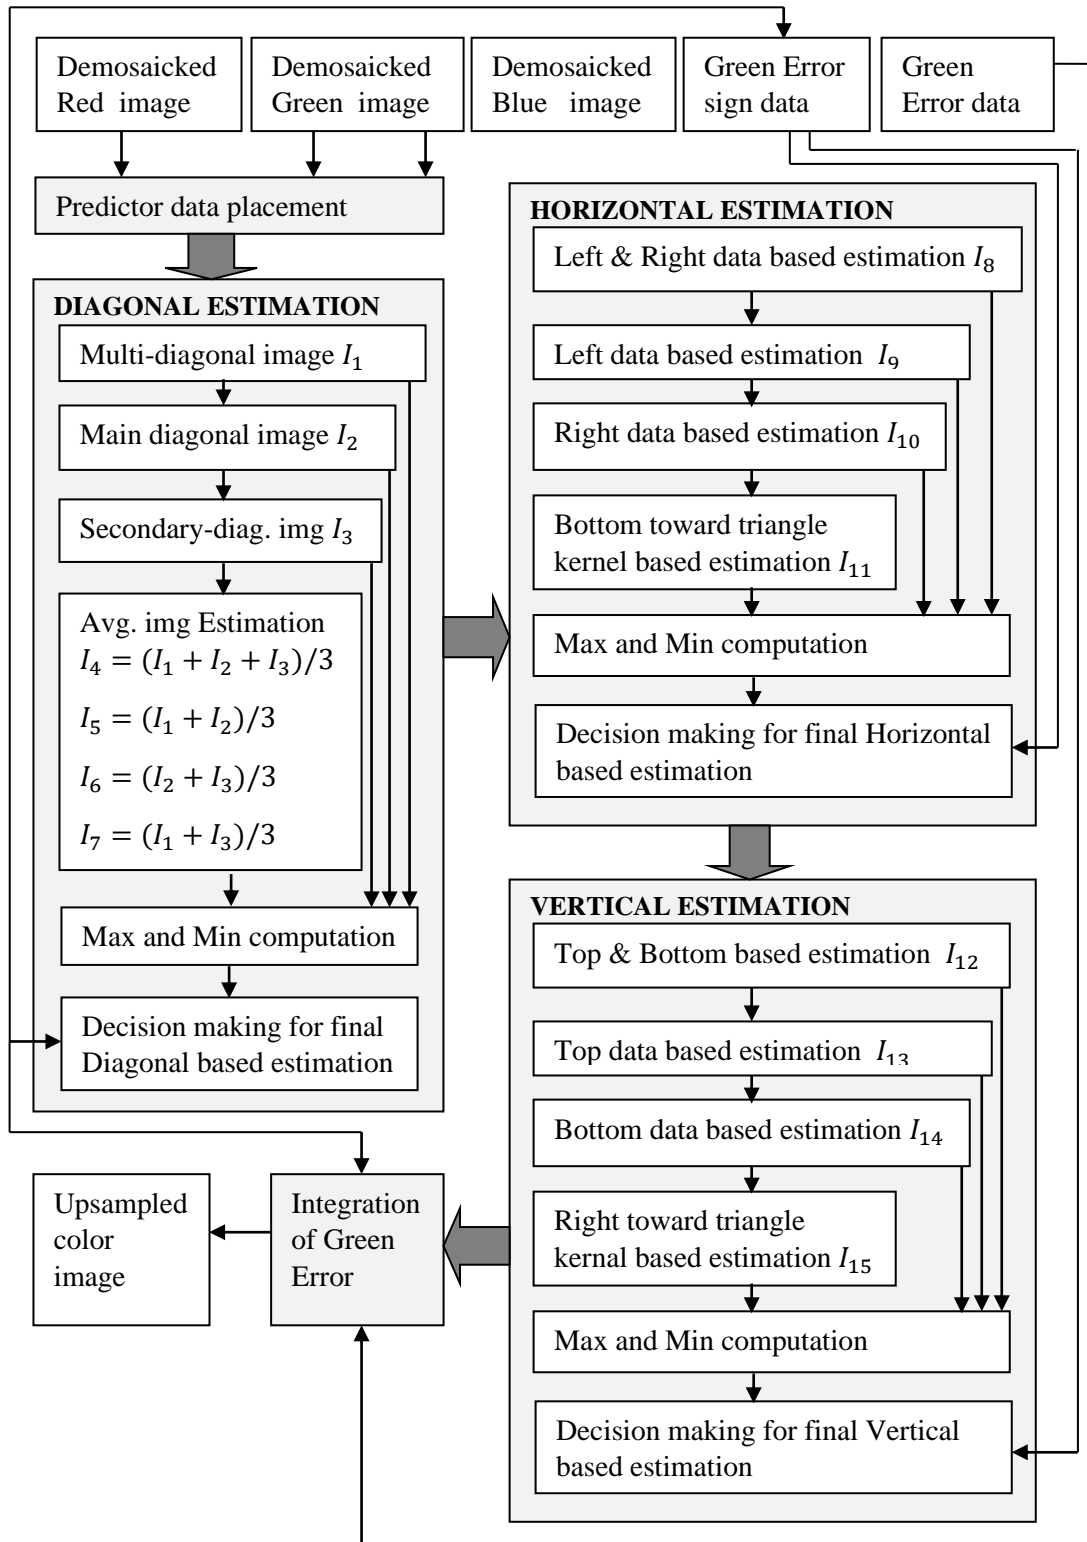 Demosaicked
Red image
Demosaicked
Green image
Demosaicked
Blue image
Green Error
sign data
Green
Error data
Predictor data placement
DIAGONAL ESTIMATION
Multi-diagonal image I₁
Main diagonal image I₂
Secondary-diag. img I₃
Avg. img Estimation
I₄ = (I₁ + I₂ + I₃)/3
I₅ = (I₁ + I₂)/3
I₆ = (I₂ + I₃)/3
I₇ = (I₁ + I₃)/3
Max and Min computation
Decision making for final
Diagonal based estimation
HORIZONTAL ESTIMATION
Left & Right data based estimation I₈
Left data based estimation I₉
Right data based estimation I₁₀
Bottom toward triangle
kernel based estimation I₁₁
Max and Min computation
Decision making for final Horizontal
based estimation
VERTICAL ESTIMATION
Top & Bottom based estimation I₁₂
Top data based estimation I₁₃
Bottom data based estimation I₁₄
Right toward triangle
kernal based estimation I₁₅
Max and Min computation
Decision making for final Vertical
based estimation
Integration
of Green
Error
Upsampled
color
image